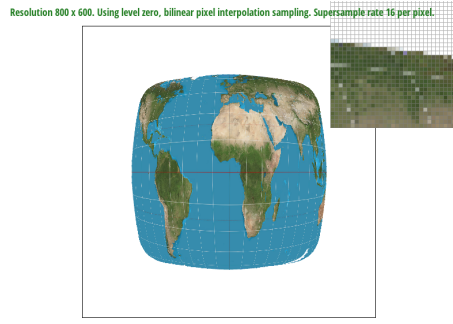 Resolution 800 x 600. Using level zero, bilinear pixel interpolation sampling. Supersample rate 16 per pixel.